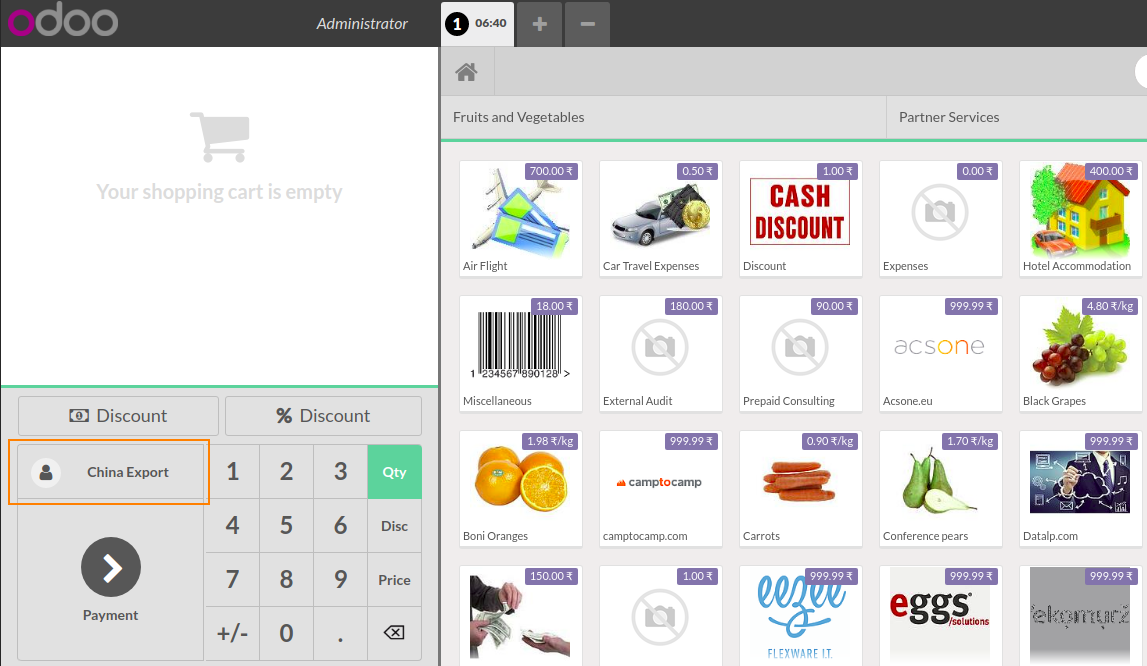 odoo
Administrator
1 06:40 + −
Fruits and Vegetables
Partner Services
Your shopping cart is empty
Discount
% Discount
China Export
1 2 3 Qty
4 5 6 Disc
7 8 9 Price
+/- 0 .
Payment
700.00 ₹
Air Flight
0.50 ₹
Car Travel Expenses
1.00 ₹
CASH
DISCOUNT
Discount
0.00 ₹
Expenses
400.00 ₹
Hotel Accommodation
18.00 ₹
1 234567 890128 >
Miscellaneous
180.00 ₹
External Audit
90.00 ₹
Prepaid Consulting
999.99 ₹
acsone
Acsone.eu
4.80 ₹/kg
Black Grapes
1.98 ₹/kg
Boni Oranges
999.99 ₹
camptocamp
camptocamp.com
0.90 ₹/kg
Carrots
1.70 ₹/kg
Conference pears
999.99 ₹
Datalp.com
150.00 ₹
1.00 ₹
999.99 ₹
eezee
FLEXWARE I.T.
999.99 ₹
eggs
/solutions
999.99 ₹